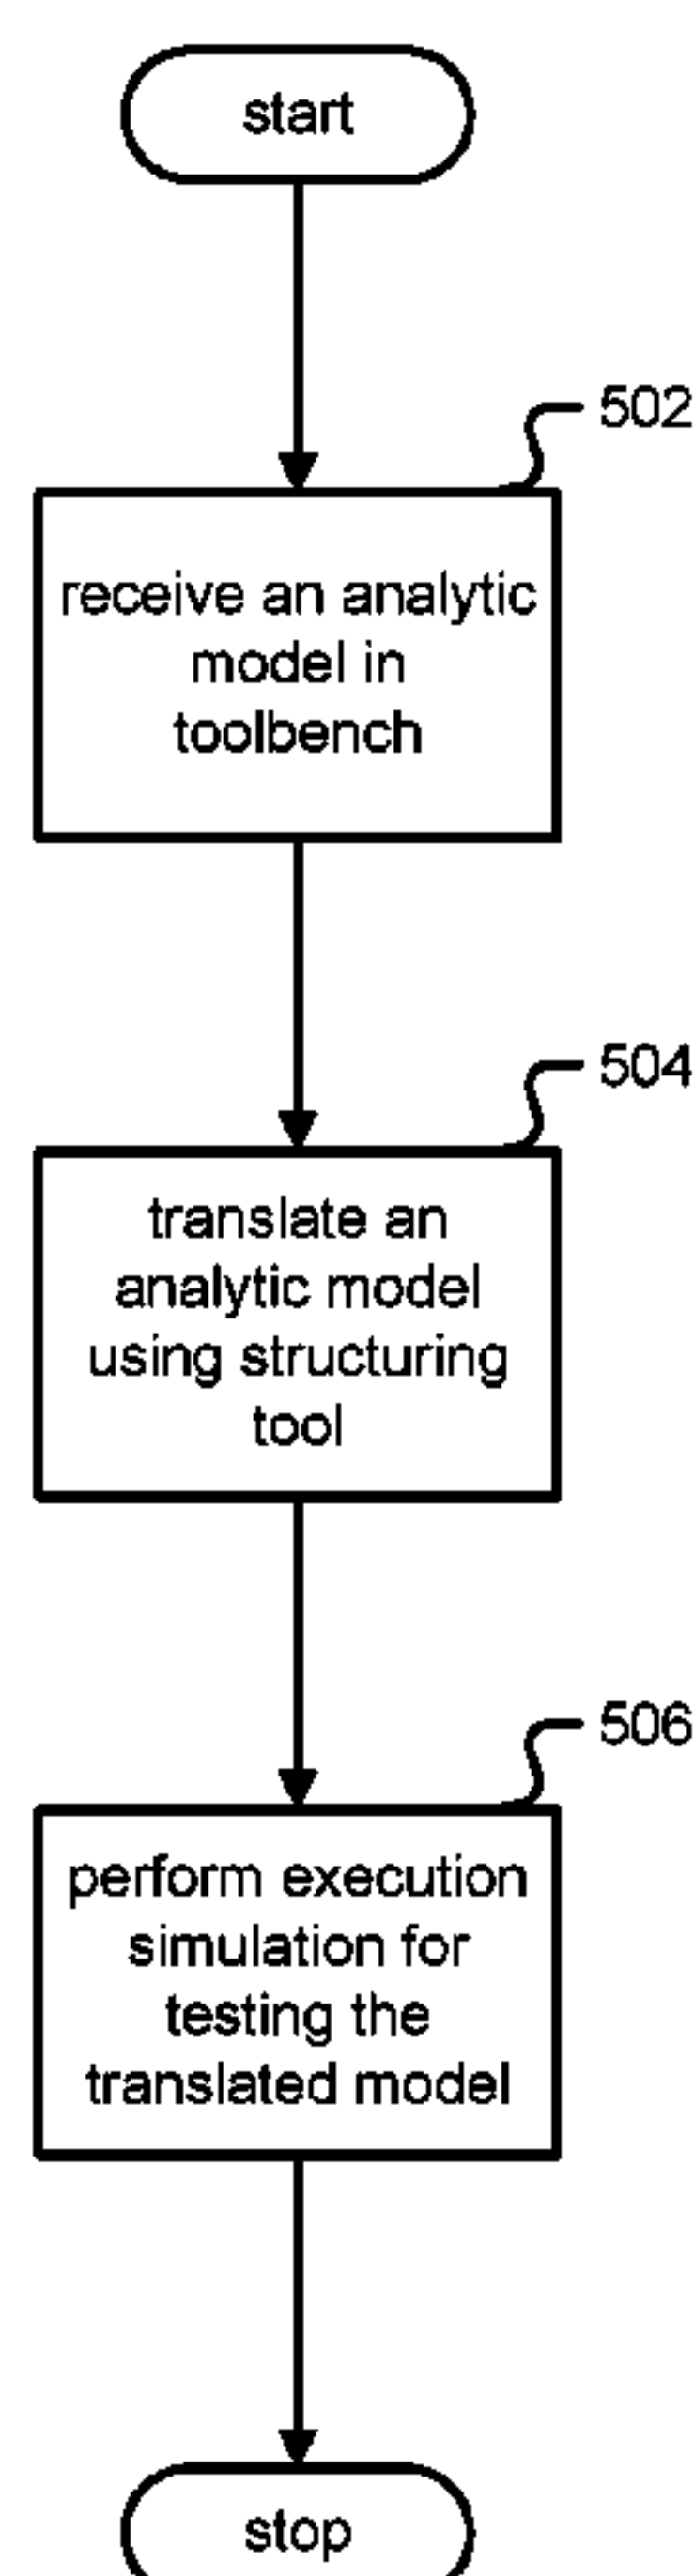 start
502
receive an analytic
model in
toolbench
504
translate an
analytic model
using structuring
tool
506
perform execution
simulation for
testing the
translated model
stop